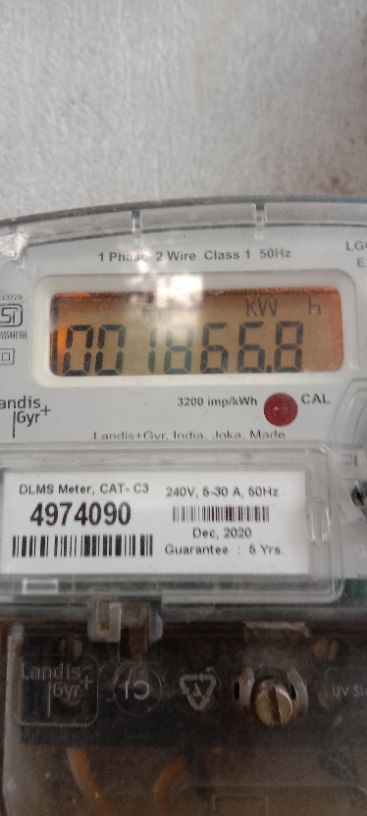 1 Phase 2 Wire Class 1 50Hz
KW h
001866.8
3200 imp/kWh CAL
Landis+Gyr, India, Joka, Made
DLMS Meter, CAT- C3
4974090
240V, 5-30 A, 50Hz
Dec, 2020
Guarantee : 5 Yrs.
Landis
Gyr+